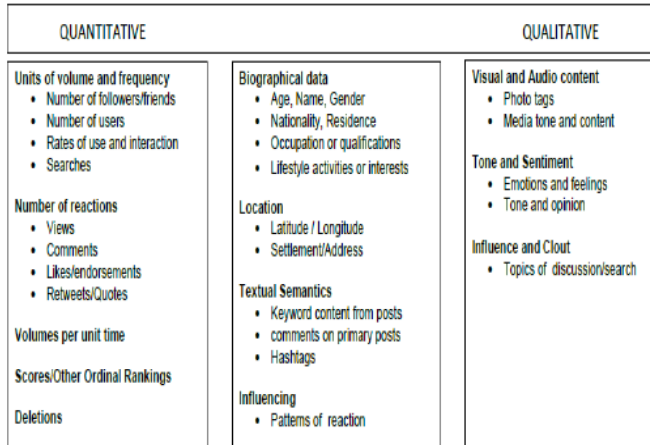 QUANTITATIVE
QUALITATIVE
Units of volume and frequency
• Number of followers/friends
• Number of users
• Rates of use and interaction
• Searches
Number of reactions
• Views
• Comments
• Likes/endorsements
• Retweets/Quotes
Volumes per unit time
Scores/Other Ordinal Rankings
Deletions
Biographical data
• Age, Name, Gender
• Nationality, Residence
• Occupation or qualifications
• Lifestyle activities or interests
Location
• Latitude / Longitude
• Settlement/Address
Textual Semantics
• Keyword content from posts
• comments on primary posts
• Hashtags
Influencing
• Patterns of reaction
Visual and Audio content
• Photo tags
• Media tone and content
Tone and Sentiment
• Emotions and feelings
• Tone and opinion
Influence and Clout
• Topics of discussion/search